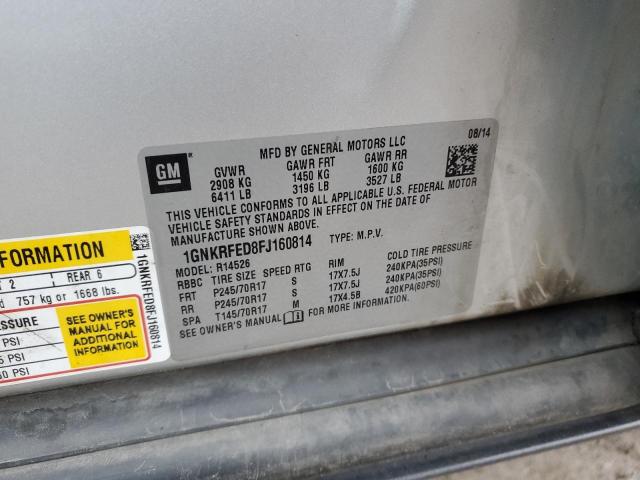 GM
MFD BY GENERAL MOTORS LLC
08/14
GVWR GAWR FRT GAWR RR
2908 KG 1450 KG 1600 KG
6411 LB 3196 LB 3527 LB
THIS VEHICLE CONFORMS TO ALL APPLICABLE U.S. FEDERAL MOTOR
VEHICLE SAFETY STANDARDS IN EFFECT ON THE DATE OF
MANUFACTURE SHOWN ABOVE.
1GNKRFED8FJ160814 TYPE: M.P.V.
MODEL: R14526
RBBC TIRE SIZE SPEED RTG RIM COLD TIRE PRESSURE
FRT P245/70R17 S 17X7.5J 240KPA(35PSI)
RR P245/70R17 S 17X7.5J 240KPA(35PSI)
SPA T145/70R17 M 17X4.5B 420KPA(60PSI)
SEE OWNER'S MANUAL FOR MORE INFORMATION.
FORMATION
2 REAR 6
757 kg or 1668 lbs.
1GNKRFED8FJ160814
SEE OWNER'S
MANUAL FOR
ADDITIONAL
INFORMATION
PSI
PSI
PSI